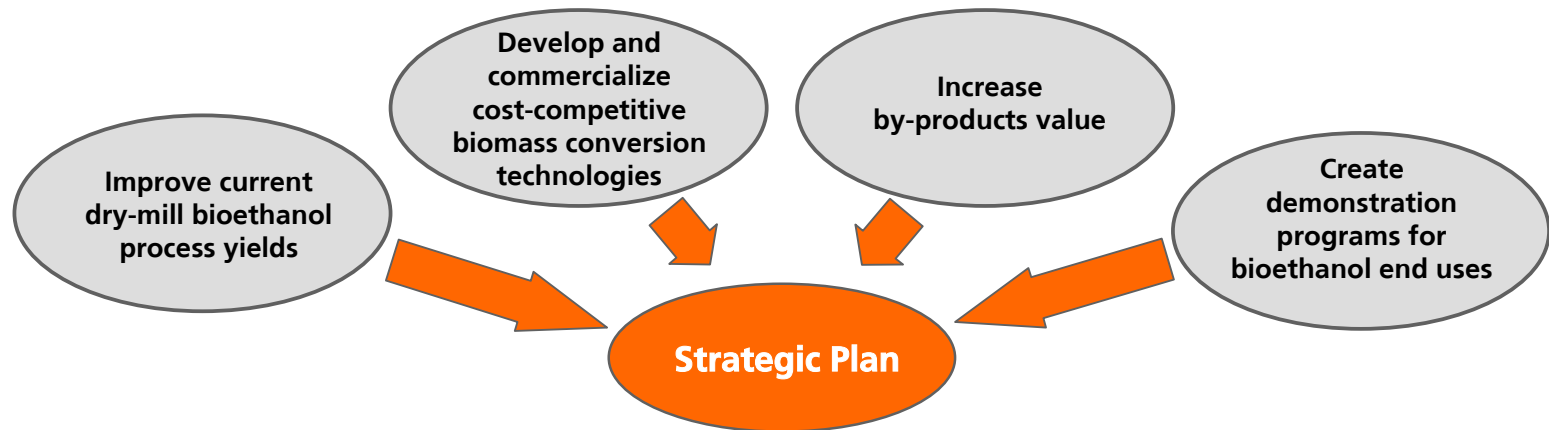 Improve current
dry-mill bioethanol
process yields
Develop and
commercialize
cost-competitive
biomass conversion
technologies
Increase
by-products value
Create
demonstration
programs for
bioethanol end uses
Strategic Plan